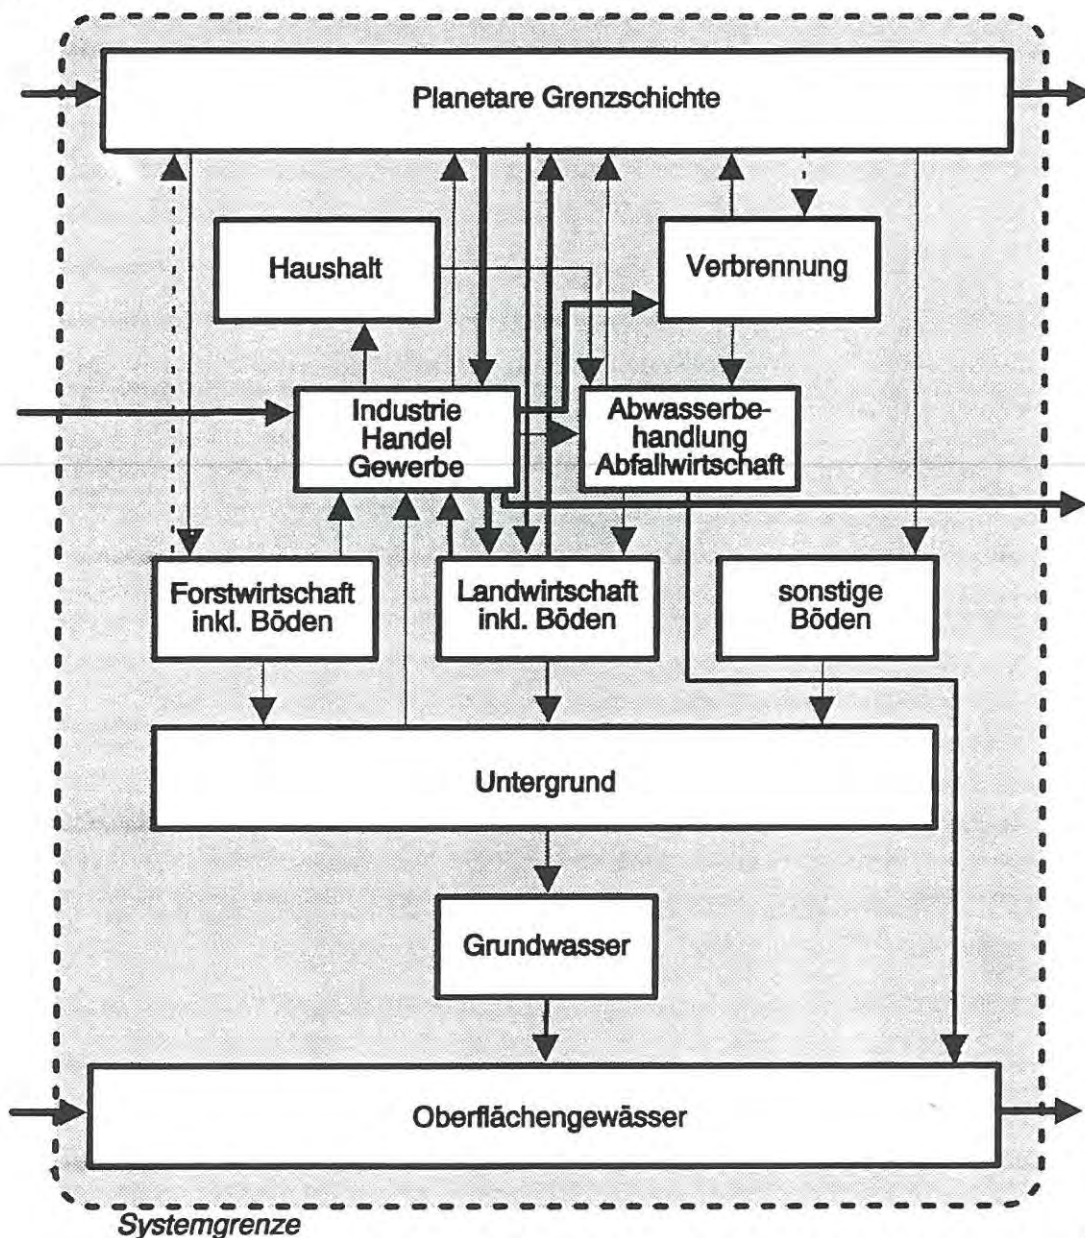 Planetare Grenzschichte
Haushalt
Verbrennung
Industrie
Handel
Gewerbe
Abwasserbe-
handlung
Abfallwirtschaft
Forstwirtschaft
inkl. Böden
Landwirtschaft
inkl. Böden
sonstige
Böden
Untergrund
Grundwasser
Oberflächengewässer
Systemgrenze